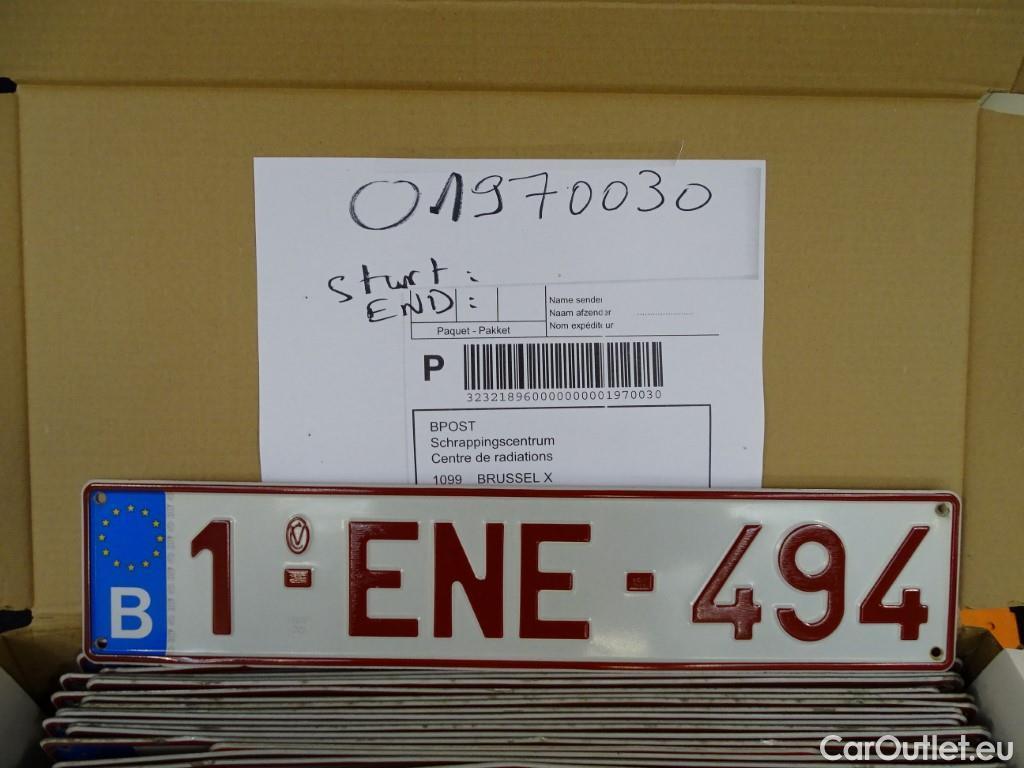 01970030
Sturt:
END:
Name sender
Naam afzender
Nom expéditeur
Paquet - Pakket
P
323218960000000001970030
BPOST
Schrappingscentrum
Centre de radiations
1099 BRUSSEL X
B 1-ENE-494
CarOutlet.eu